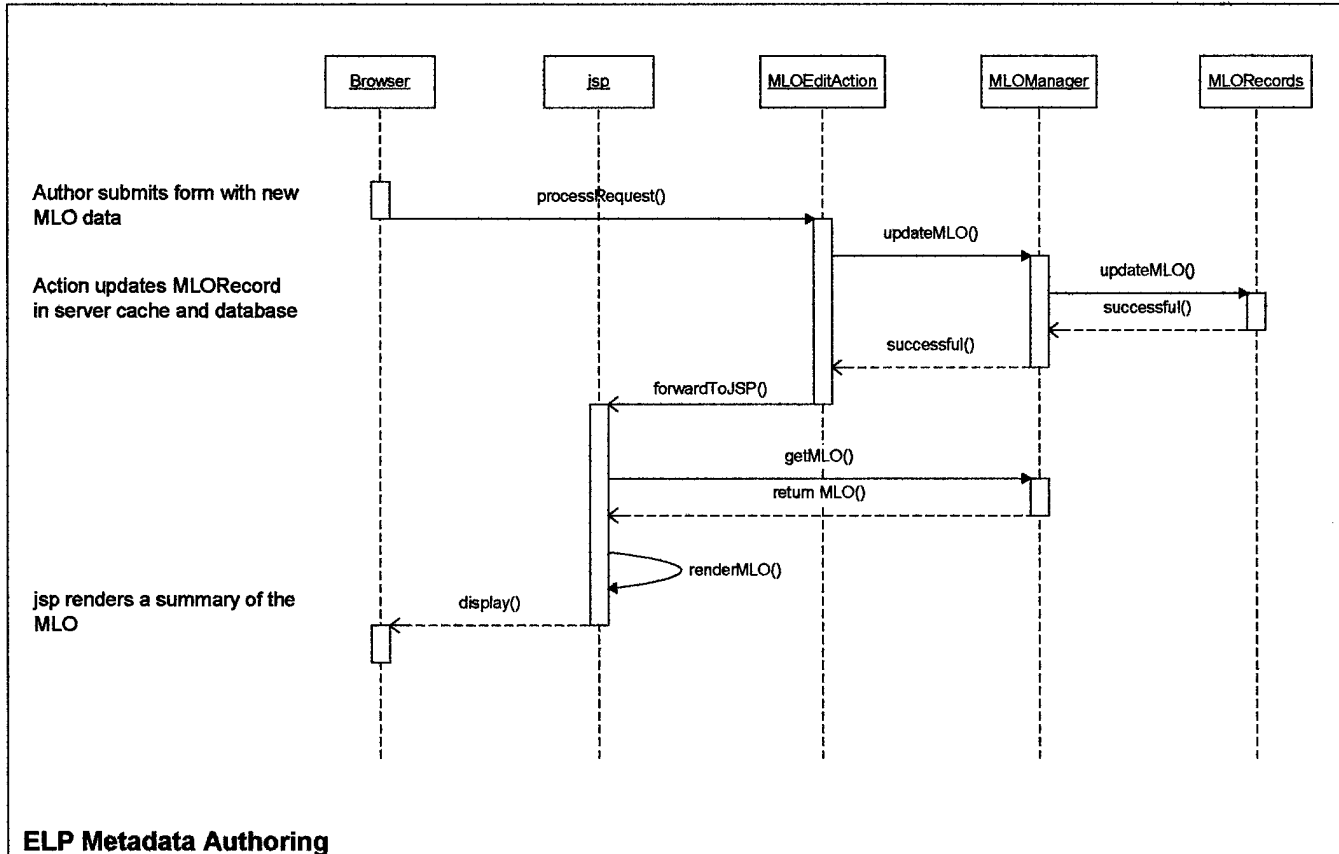 Browser
jsp
MLOEditAction
MLOManager
MLORecords
Author submits form with new
MLO data
processRequest()
updateMLO()
Action updates MLORecord
in server cache and database
updateMLO()
successful()
successful()
forwardToJSP()
getMLO()
return MLO()
renderMLO()
jsp renders a summary of the
MLO
display()
ELP Metadata Authoring